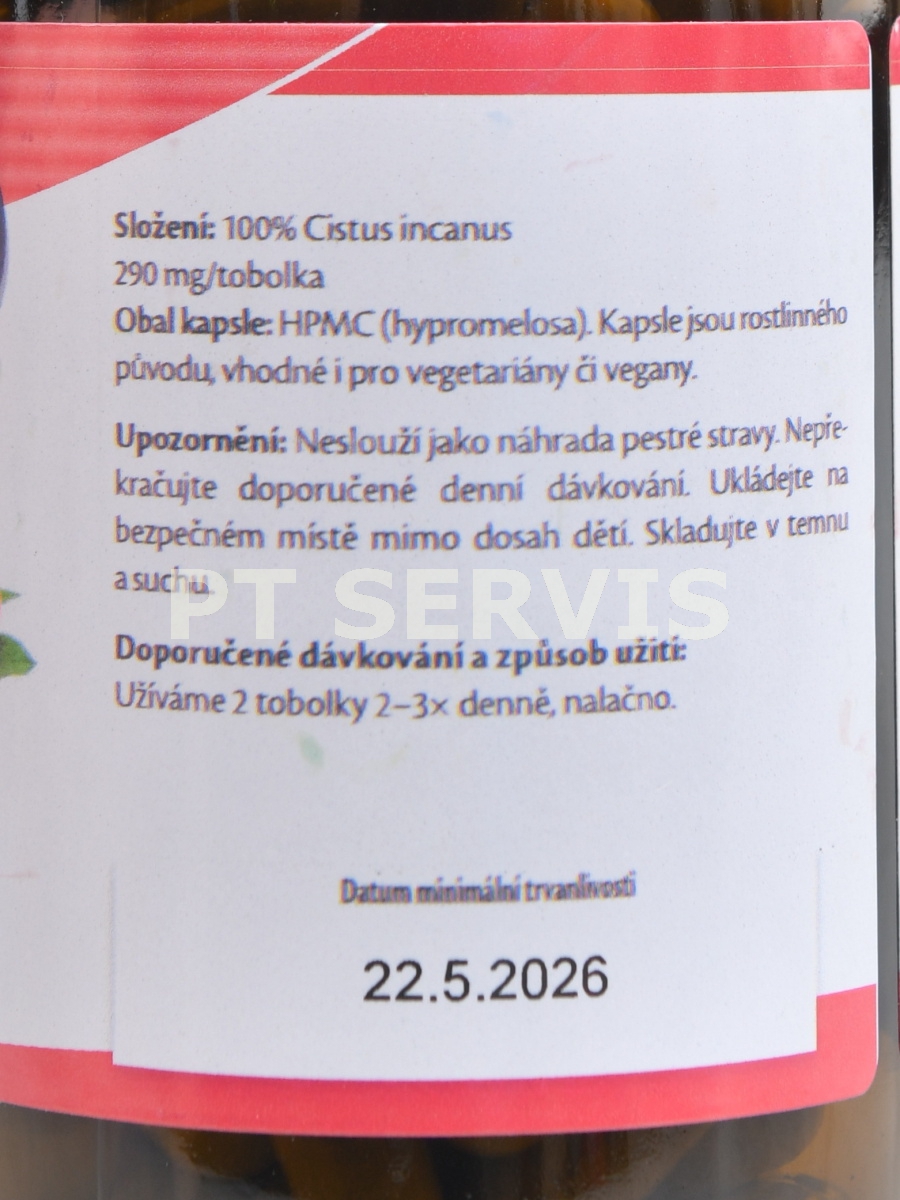 Složení: 100% Cistus incanus
290 mg/tobolka
Obal kapsle: HPMC (hypromelosa). Kapsle jsou rostlinného
původu, vhodné i pro vegetariány či vegany.
Upozornění: Neslouží jako náhrada pestré stravy. Nepře-
kračujte doporučené denní dávkování. Ukládejte na
bezpečném místě mimo dosah dětí. Skladujte v temnu
a suchu.
PT SERVIS
Doporučené dávkování a způsob užití:
Užíváme 2 tobolky 2–3× denně, nalačno.
Datum minimální trvanlivosti
22.5.2026